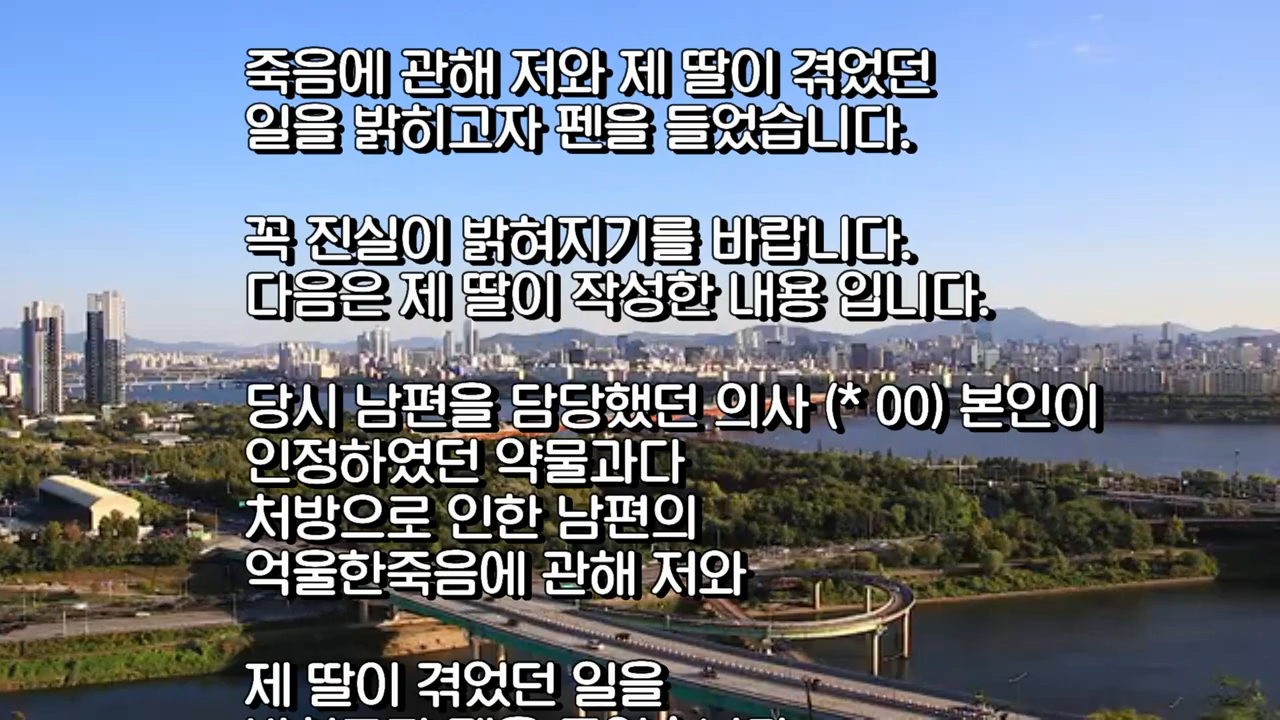 죽음에 관해 저와 제 딸이 겪었던
일을 밝히고자 펜을 들었습니다.
꼭 진실이 밝혀지기를 바랍니다.
다음은 제 딸이 작성한 내용 입니다.
당시 남편을 담당했던 의사 (* 00) 본인이
인정하였던 약물과다
처방으로 인한 남편의
억울한죽음에 관해 저와
제 딸이 겪었던 일을